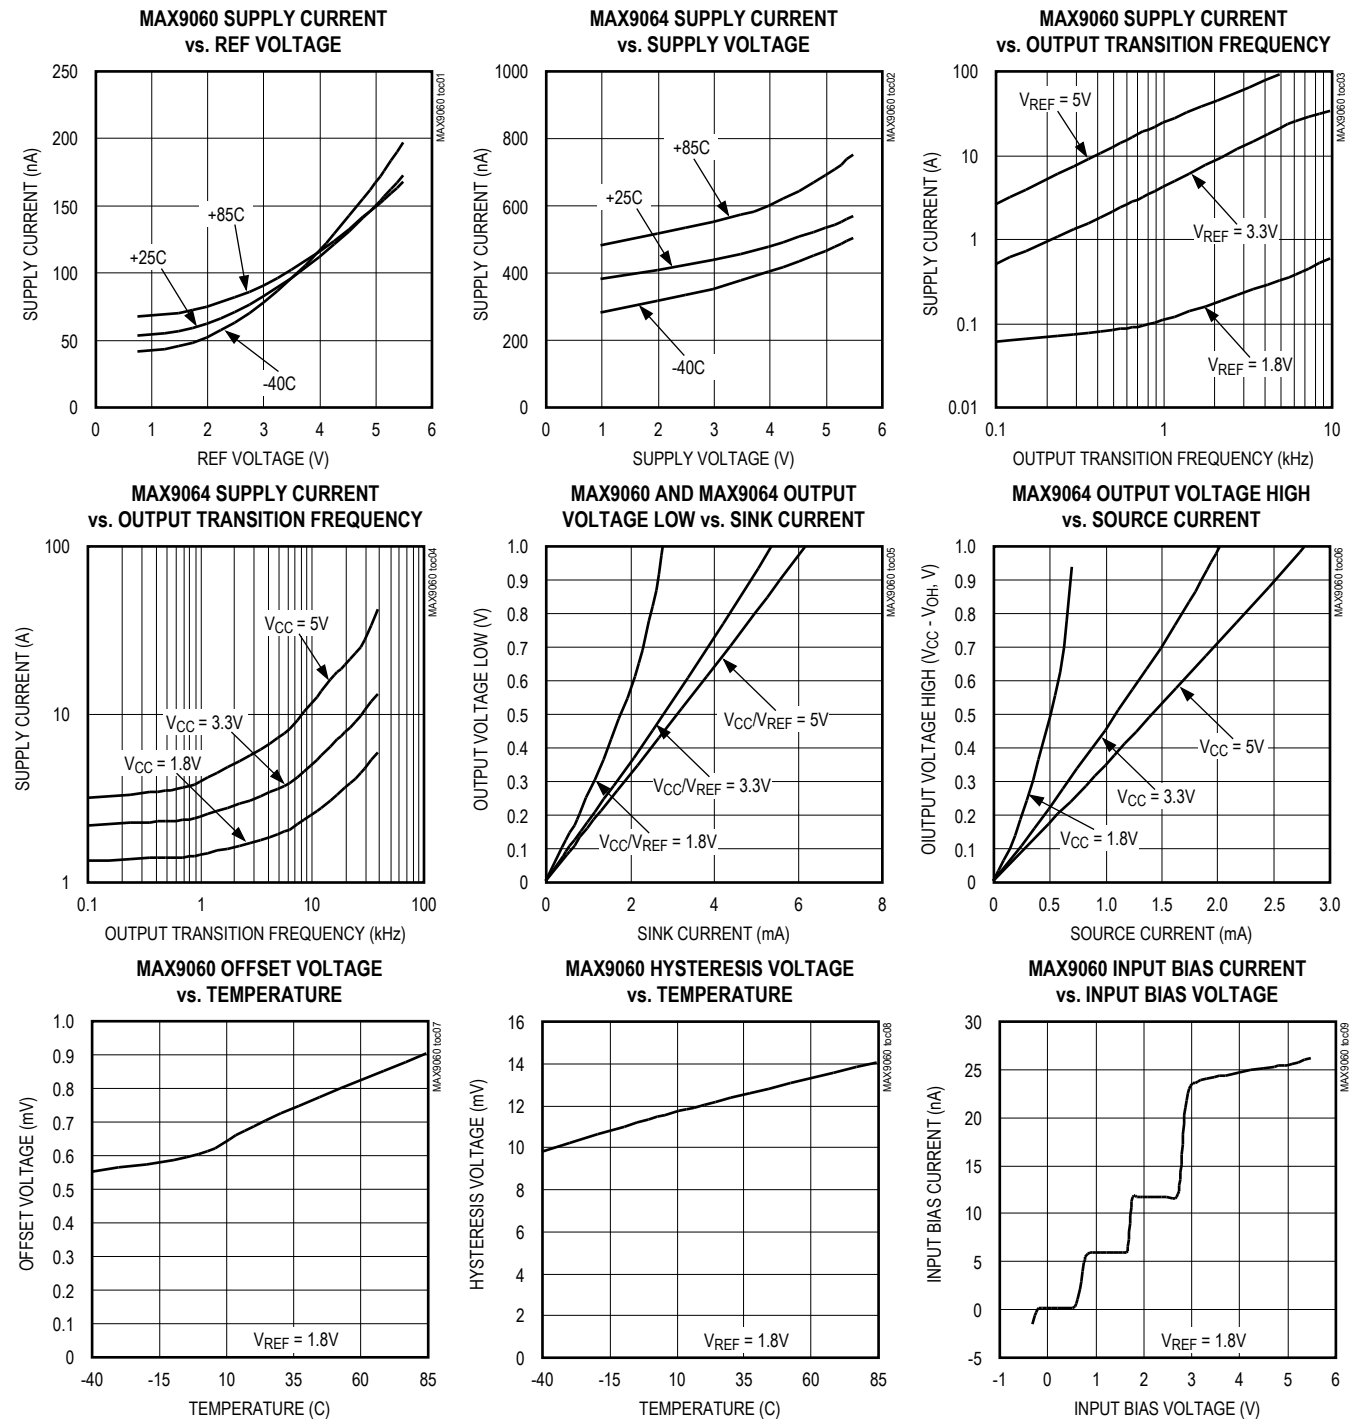 MAX9060 SUPPLY CURRENT
vs. REF VOLTAGE
250
200
150
100
50
0
0 1 2 3 4 5 6
SUPPLY CURRENT (nA)
REF VOLTAGE (V)
+85C
+25C
-40C
MAX9060 toc01
MAX9064 SUPPLY CURRENT
vs. SUPPLY VOLTAGE
1000
800
600
400
200
0
0 1 2 3 4 5 6
SUPPLY CURRENT (nA)
SUPPLY VOLTAGE (V)
+85C
+25C
-40C
MAX9060 toc02
MAX9060 SUPPLY CURRENT
vs. OUTPUT TRANSITION FREQUENCY
100
10
1
0.1
0.01
0.1 1 10
SUPPLY CURRENT (A)
OUTPUT TRANSITION FREQUENCY (kHz)
VREF = 5V
VREF = 3.3V
VREF = 1.8V
MAX9060 toc03
MAX9064 SUPPLY CURRENT
vs. OUTPUT TRANSITION FREQUENCY
100
10
1
0.1 1 10 100
SUPPLY CURRENT (A)
OUTPUT TRANSITION FREQUENCY (kHz)
VCC = 5V
VCC = 3.3V
VCC = 1.8V
MAX9060 toc04
MAX9060 AND MAX9064 OUTPUT
VOLTAGE LOW vs. SINK CURRENT
1.0
0.9
0.8
0.7
0.6
0.5
0.4
0.3
0.2
0.1
0
0 2 4 6 8
OUTPUT VOLTAGE LOW (V)
SINK CURRENT (mA)
VCC/VREF = 5V
VCC/VREF = 3.3V
VCC/VREF = 1.8V
MAX9060 toc05
MAX9064 OUTPUT VOLTAGE HIGH
vs. SOURCE CURRENT
1.0
0.9
0.8
0.7
0.6
0.5
0.4
0.3
0.2
0.1
0
0 0.5 1.0 1.5 2.0 2.5 3.0
OIUTPUT VOLTAGE HIGH (VCC - VOH, V)
SOURCE CURRENT (mA)
VCC = 5V
VCC = 3.3V
VCC = 1.8V
MAX9060 toc06
MAX9060 OFFSET VOLTAGE
vs. TEMPERATURE
1.0
0.9
0.8
0.7
0.6
0.5
0.4
0.3
0.2
0.1
0
-40 -15 10 35 60 85
OFFSET VOLTAGE (mV)
TEMPERATURE (C)
VREF = 1.8V
MAX9060 toc07
MAX9060 HYSTERESIS VOLTAGE
vs. TEMPERATURE
16
14
12
10
8
6
4
2
0
-40 -15 10 35 60 85
HYSTERESIS VOLTAGE (mV)
TEMPERATURE (C)
VREF = 1.8V
MAX9060 toc08
MAX9060 INPUT BIAS CURRENT
vs. INPUT BIAS VOLTAGE
30
25
20
15
10
5
0
-5
-1 0 1 2 3 4 5 6
INPUT BIAS CURRENT (nA)
INPUT BIAS VOLTAGE (V)
VREF = 1.8V
MAX9060 toc09